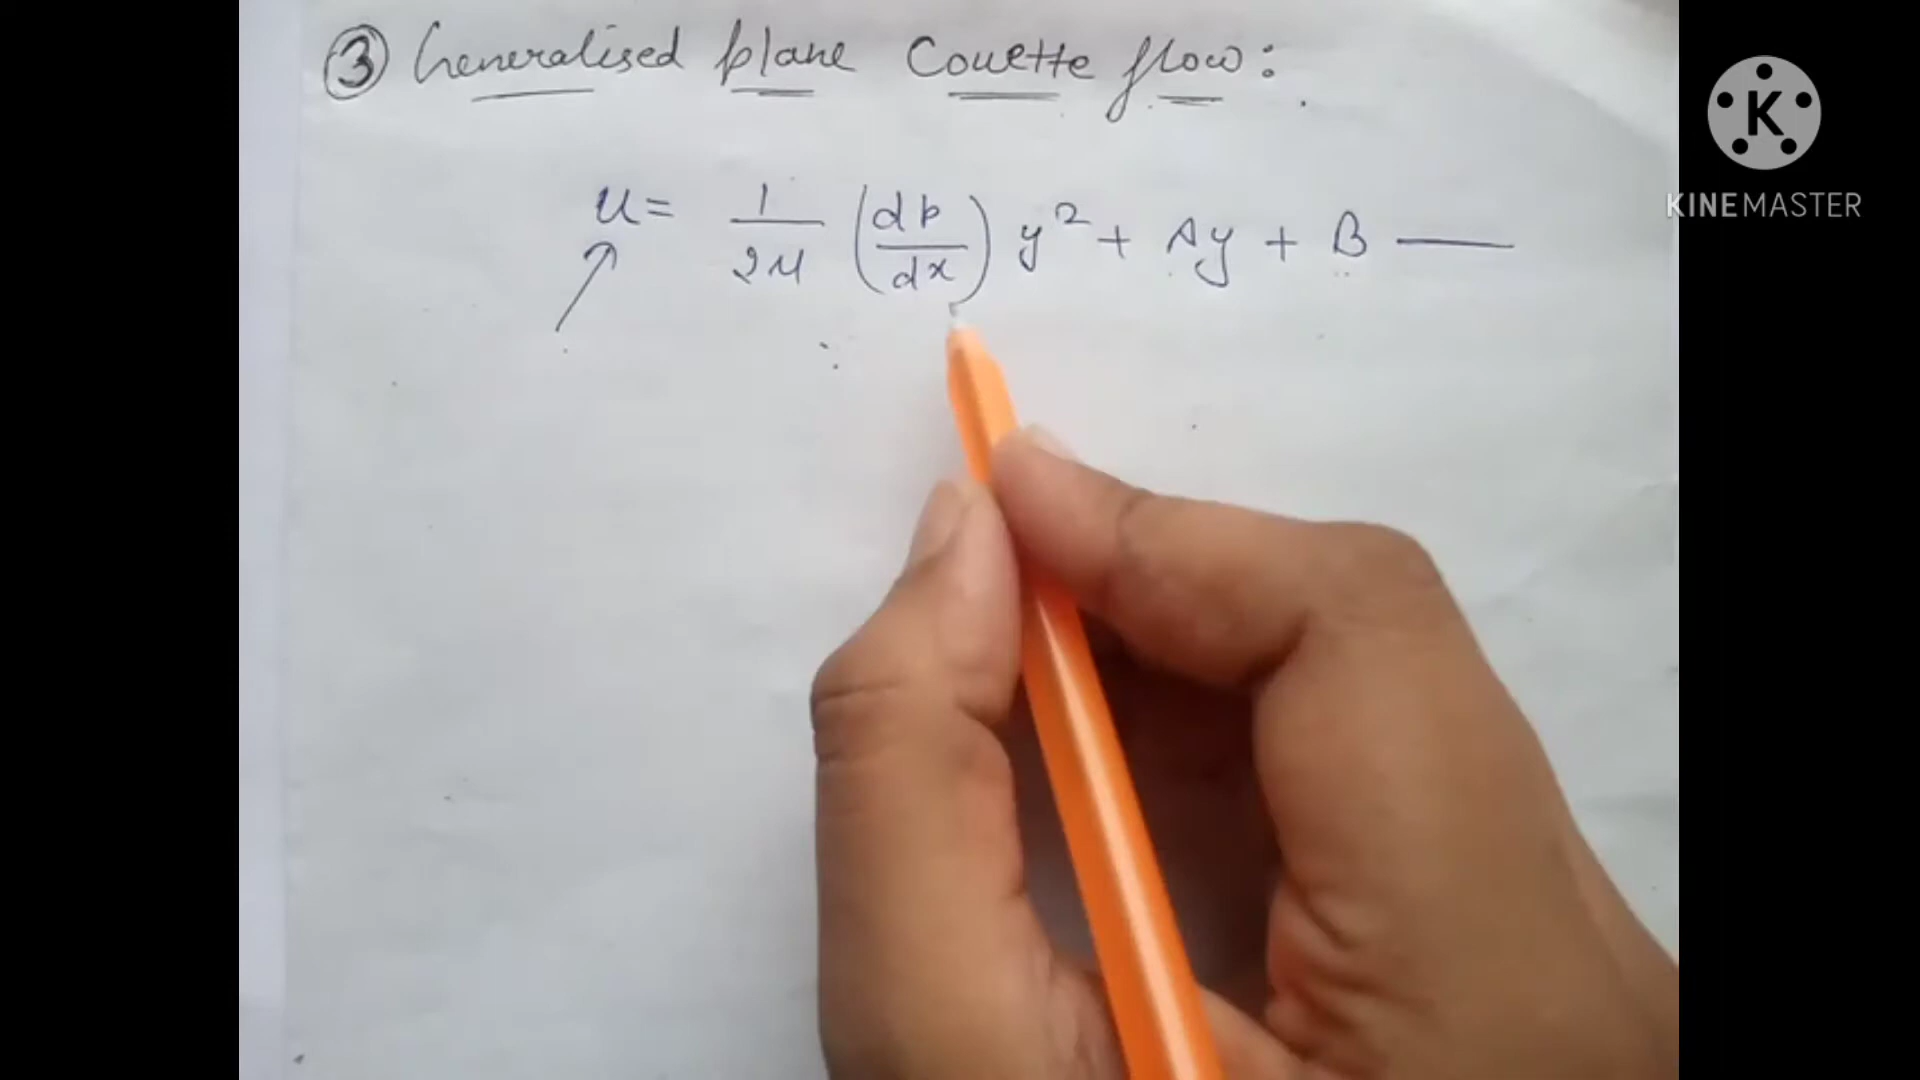 ③ Generalised plane Couette flow:
u = 1/2μ (dp/dx) y² + Ay + B —
K
KINEMASTER